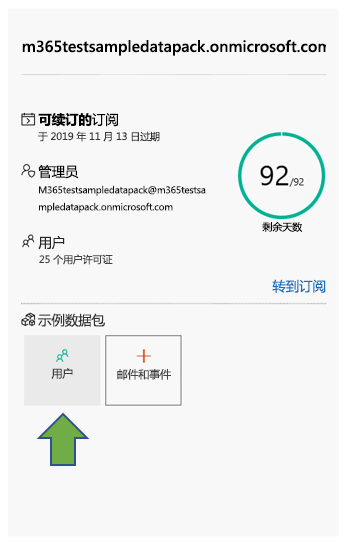 m365testsampledatapack.onmicrosoft.com
可续订的订阅
于 2019 年 11 月 13 日过期
管理员
M365testsampledatapack@m365testsa
mpledatapack.onmicrosoft.com
92/92
剩余天数
用户
25 个用户许可证
转到订阅
示例数据包
用户
邮件和事件